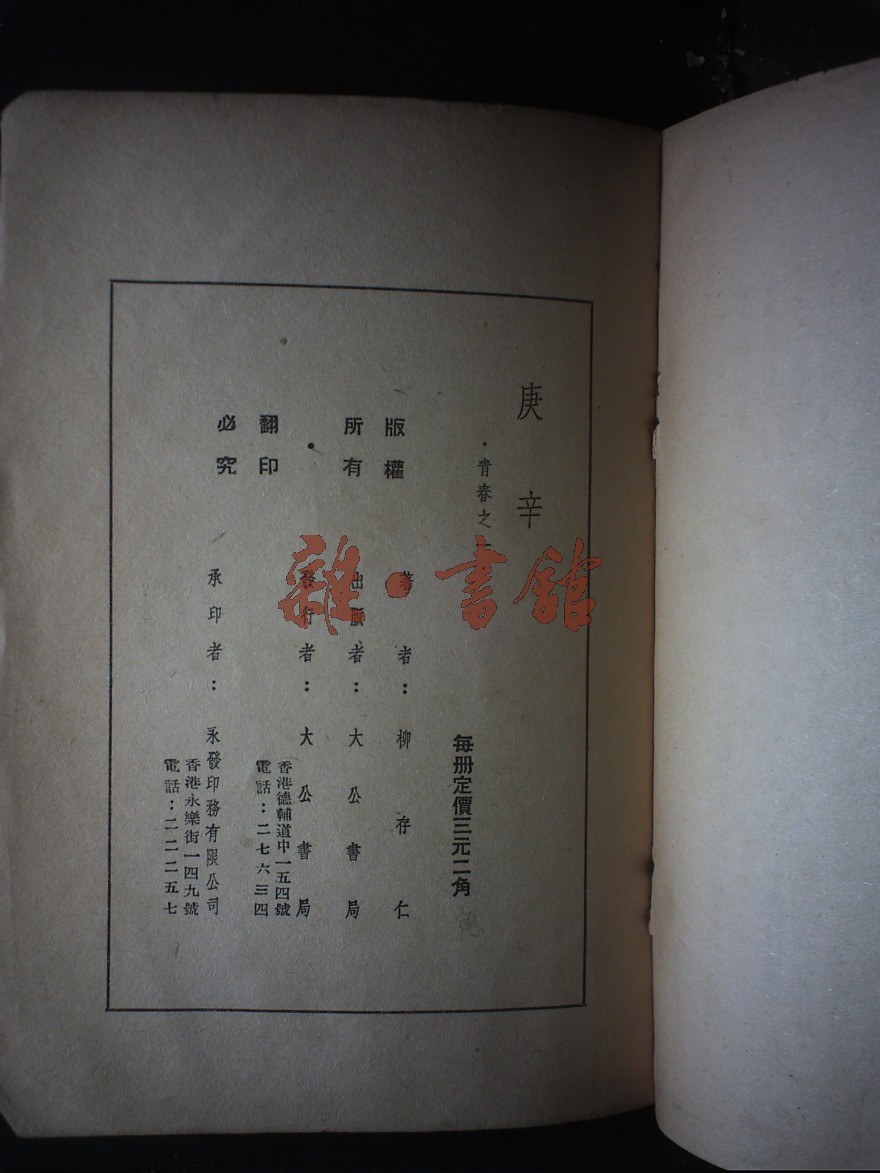 庚辛
·青春之一
每册定價三元二角
版權所有·翻印必究
著者：柳存仁
出版者：大公書局
發行者：大公書局
香港德輔道中一五四號
電話：二七六三四
承印者：永發印務有限公司
香港永樂街一四九號
電話：二二二五七
雜·書館